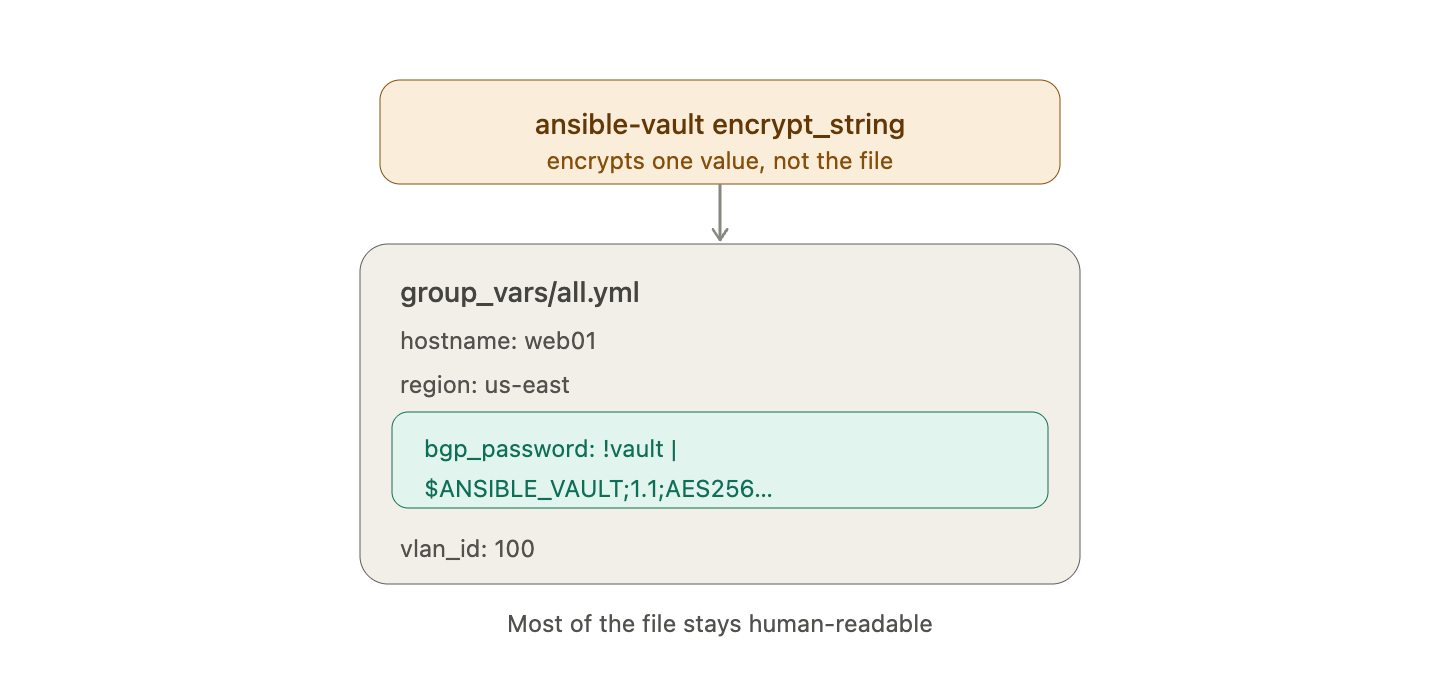 ansible-vault encrypt_string
encrypts one value, not the file
group_vars/all.yml
hostname: web01
region: us-east
bgp_password: !vault |
$ANSIBLE_VAULT;1.1;AES256...
vlan_id: 100
Most of the file stays human-readable